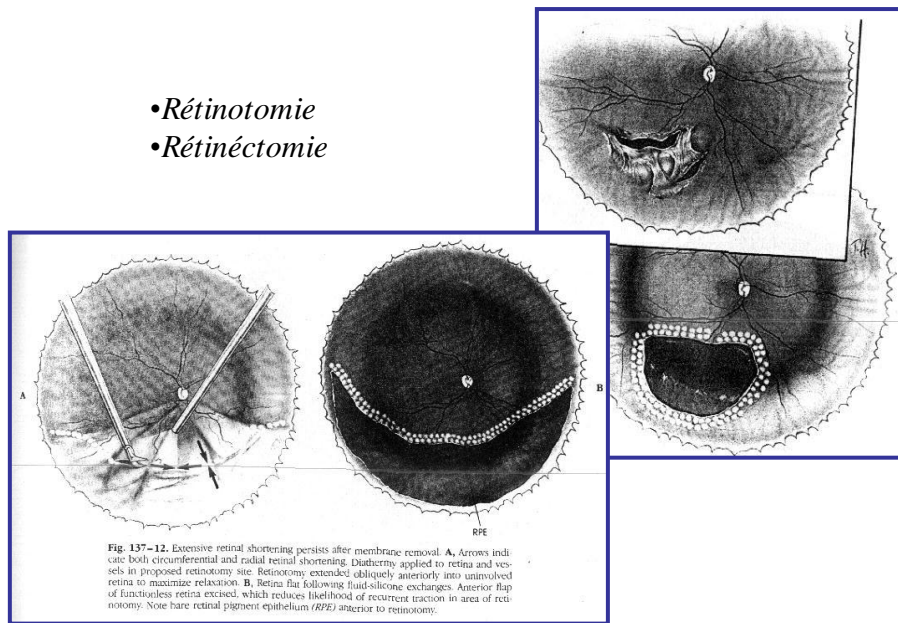 •Rétinotomie
•Rétinéctomie
A
B
RPE
Fig. 137–12. Extensive retinal shortening persists after membrane removal. A, Arrows indi-
cate both circumferential and radial retinal shortening. Diathermy applied to retina and ves-
sels in proposed retinotomy site. Retinotomy extended obliquely anteriorly into uninvolved
retina to maximize relaxation. B, Retina flat following fluid-silicone exchanges. Anterior flap
of functionless retina excised, which reduces likelihood of recurrent traction in area of reti-
notomy. Note bare retinal pigment epithelium (RPE) anterior to retinotomy.